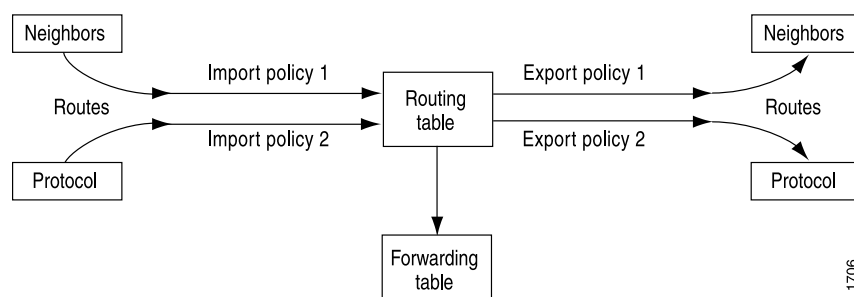 Neighbors
Neighbors
Import policy 1
Export policy 1
Routes
Routing
table
Routes
Import policy 2
Export policy 2
Protocol
Protocol
Forwarding
table
1706